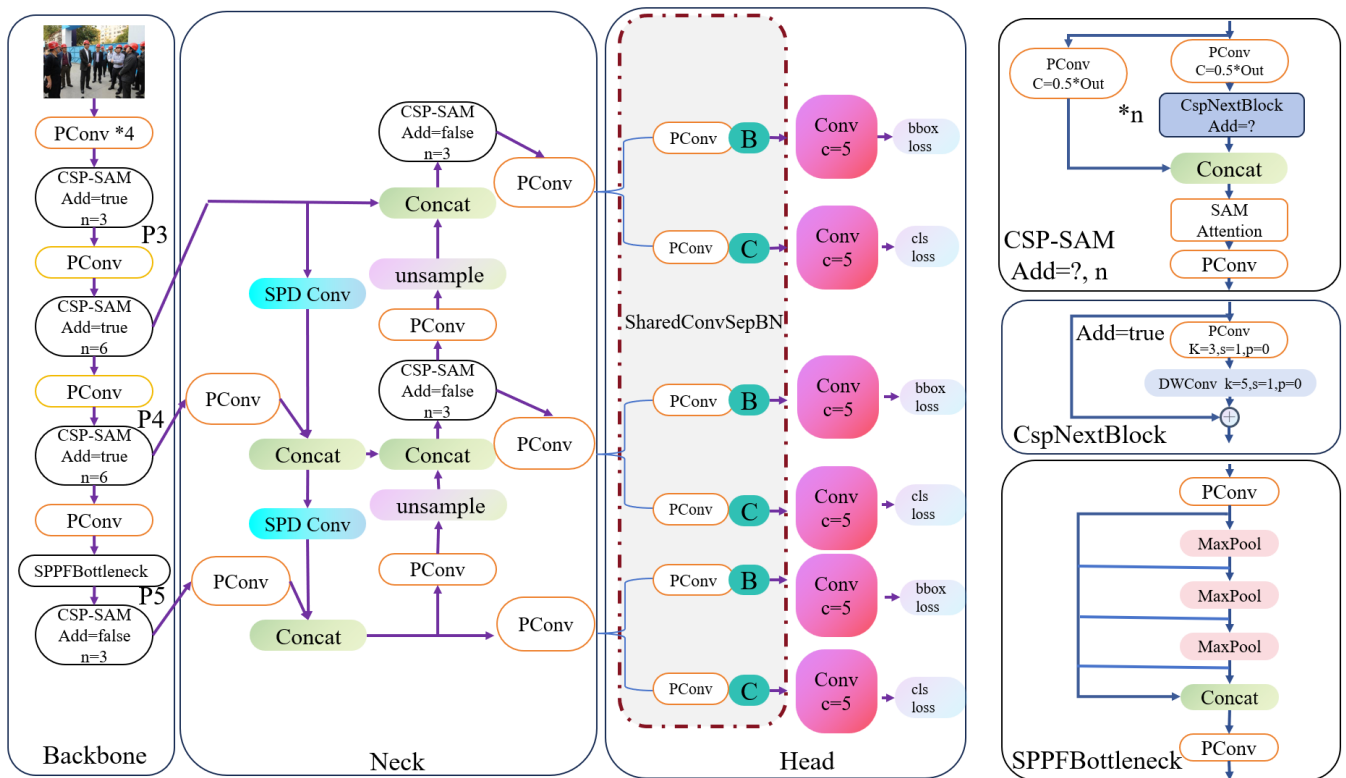 PConv *4
CSP-SAM
Add=true
n=3
P3
PConv
CSP-SAM
Add=true
n=6
PConv
P4
CSP-SAM
Add=true
n=6
PConv
SPPFBottleneck
P5
CSP-SAM
Add=false
n=3
Backbone
CSP-SAM
Add=false
n=3
PConv
Concat
unsample
SPD Conv
PConv
CSP-SAM
Add=false
n=3
PConv
PConv
Concat
Concat
unsample
SPD Conv
PConv
PConv
Concat
PConv
Neck
PConv
B
Conv
c=5
bbox
loss
PConv
C
Conv
c=5
cls
loss
SharedConvSepBN
PConv
B
Conv
c=5
bbox
loss
PConv
C
Conv
c=5
cls
loss
PConv
B
Conv
c=5
bbox
loss
PConv
C
Conv
c=5
cls
loss
Head
PConv
C=0.5*Out
PConv
C=0.5*Out
*n
CspNextBlock
Add=?
Concat
SAM
Attention
PConv
CSP-SAM
Add=?, n
Add=true
PConv
K=3,s=1,p=0
DWConv k=5,s=1,p=0
+
CspNextBlock
PConv
MaxPool
MaxPool
MaxPool
Concat
PConv
SPPFBottleneck